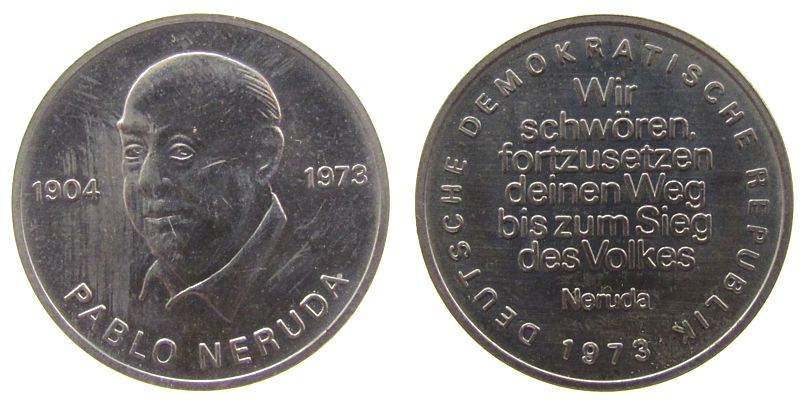 1904
1973
PABLO NERUDA
DEUTSCHE DEMOKRATISCHE REPUBLIK
Wir
schwören,
fortzusetzen
deinen Weg
bis zum Sieg
des Volkes
Neruda
1973